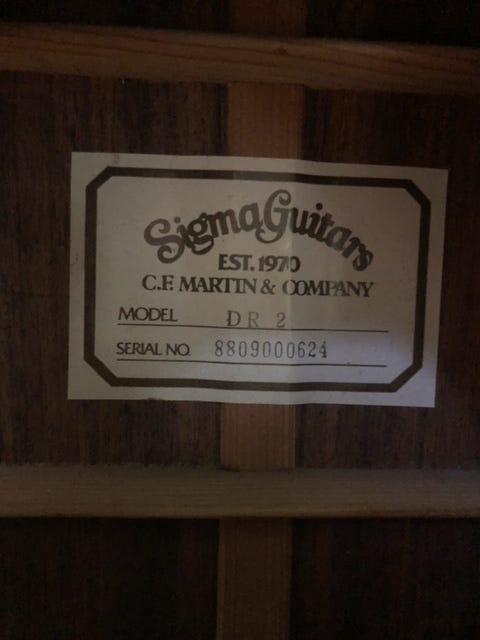 Sigma Guitars
EST. 1970
C.F. MARTIN & COMPANY
MODEL DR 2
SERIAL NO. 8809000624